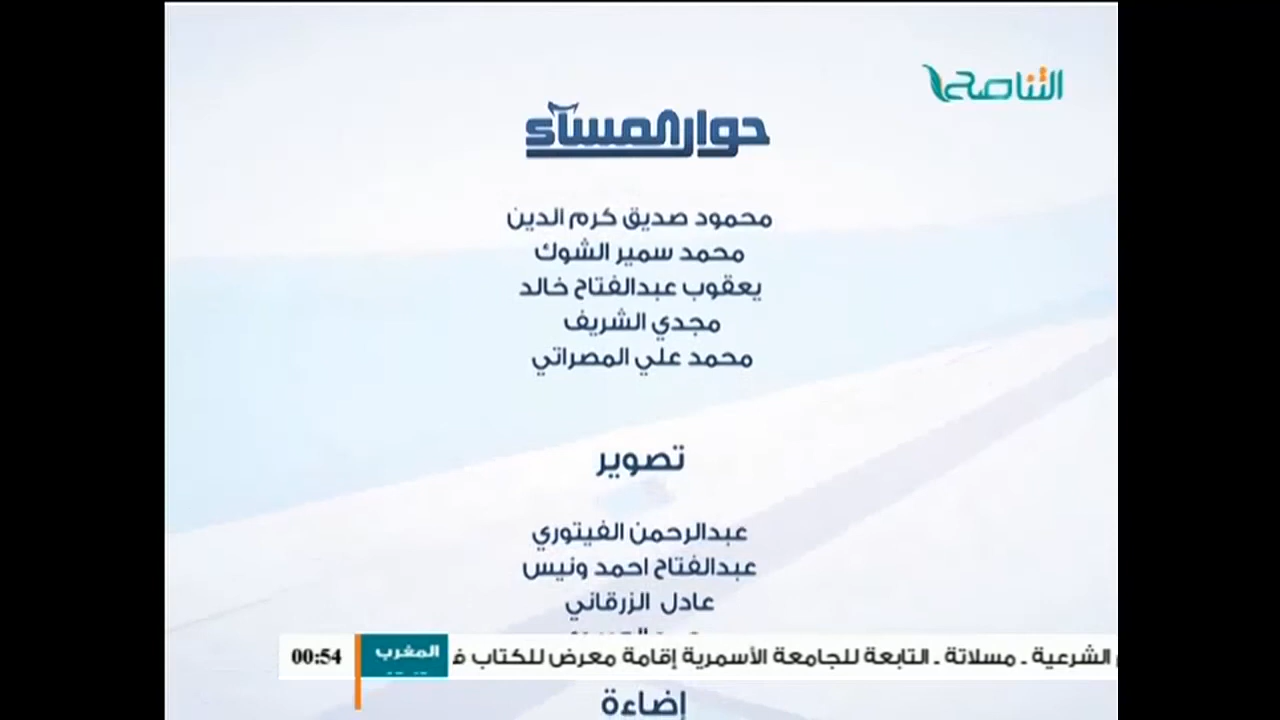 التناصح
حوار المساء
محمود صديق كرم الدين
محمد سمير الشوك
يعقوب عبدالفتاح خالد
مجدي الشريف
محمد علي المصراتي
تصوير
عبدالرحمن الفيتوري
عبدالفتاح احمد ونيس
عادل الزرقاني
الشرعية ـ مسلاتة ـ التابعة للجامعة الأسمرية إقامة معرض للكتاب
المغرب
00:54
إضاءة